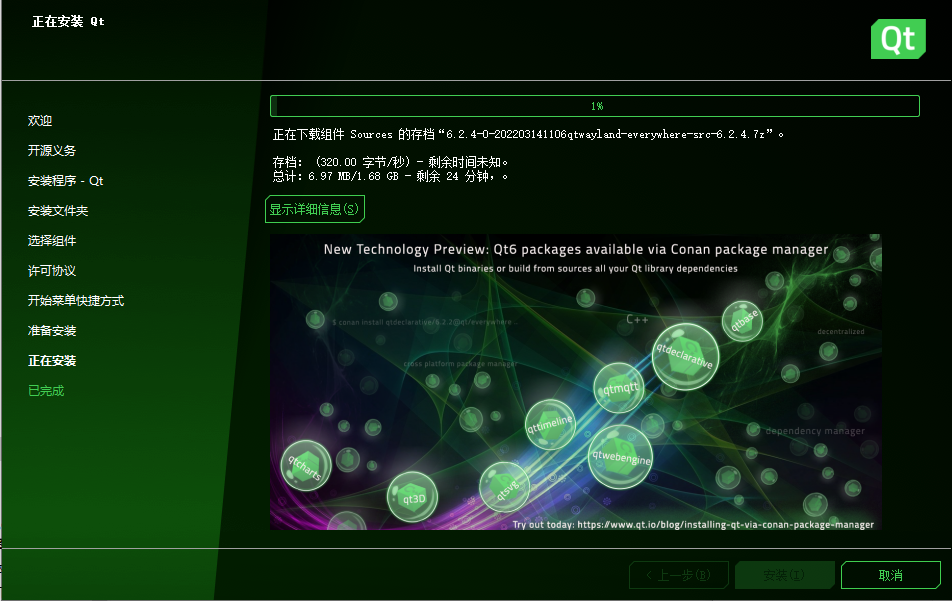 正在安装 Qt
Qt
欢迎
开源义务
安装程序 - Qt
安装文件夹
选择组件
许可协议
开始菜单快捷方式
准备安装
正在安装
已完成
1%
正在下载组件 Sources 的存档“6.2.4-0-202203141106qtwayland-everywhere-src-6.2.4.7z”。
存档： (320.00 字节/秒) - 剩余时间未知。
总计：6.97 MB/1.68 GB - 剩余 24 分钟，。
显示详细信息(S)
New Technology Preview: Qt6 packages available via Conan package manager
Install Qt binaries or build from sources all your Qt library dependencies
$ conan install qtdeclarative/6.2.2@qt/everywhere...
C++
qtbase
decentralized
qtdeclarative
cross platform package manager
qtmqtt
qttimeline
dependency manager
qtwebengine
qtcharts
qt3D
qtsvg
Try out today: https://www.qt.io/blog/installing-qt-via-conan-package-manager
< 上一步(B)
安装(I)
取消